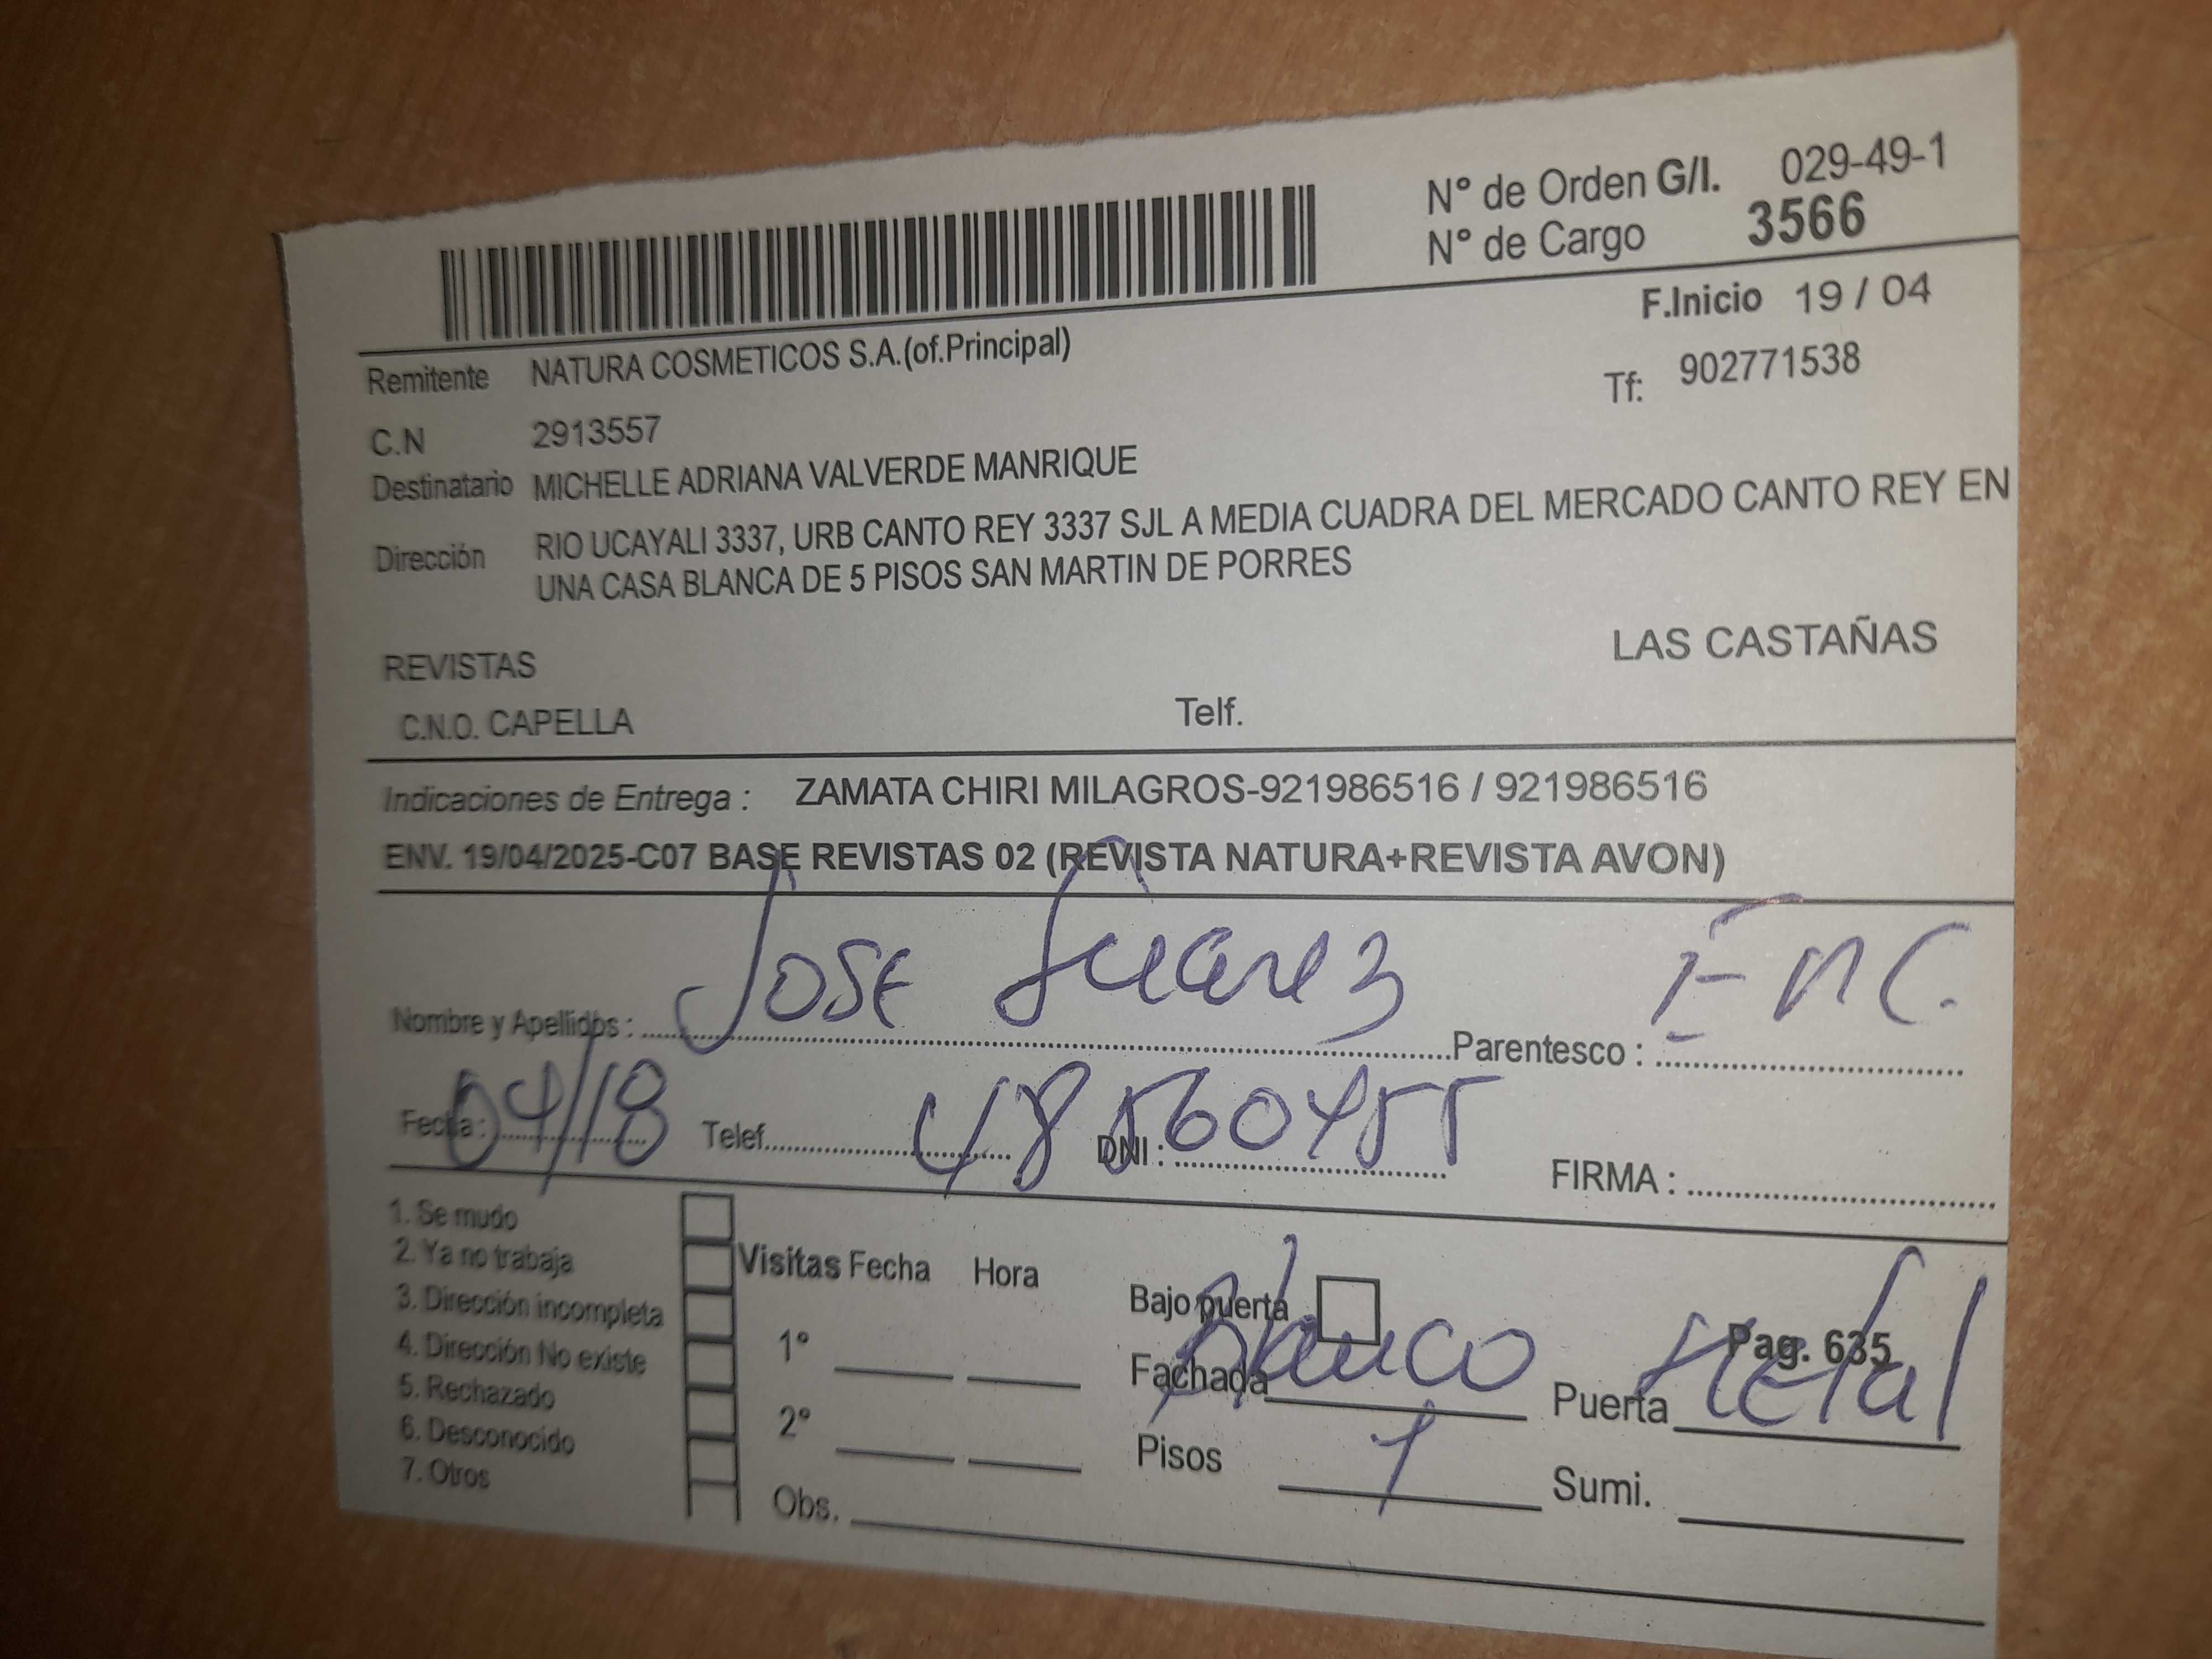 N° de Orden G/I. 029-49-1
N° de Cargo 3566
F.Inicio 19 / 04
Remitente NATURA COSMETICOS S.A.(of.Principal)
Tf: 902771538
C.N 2913557
Destinatario MICHELLE ADRIANA VALVERDE MANRIQUE
Dirección RIO UCAYALI 3337, URB CANTO REY 3337 SJL A MEDIA CUADRA DEL MERCADO CANTO REY EN
UNA CASA BLANCA DE 5 PISOS SAN MARTIN DE PORRES
LAS CASTAÑAS
REVISTAS
C.N.O. CAPELLA Telf.
Indicaciones de Entrega : ZAMATA CHIRI MILAGROS-921986516 / 921986516
ENV. 19/04/2025-C07 BASE REVISTAS 02 (REVISTA NATURA+REVISTA AVON)
Nombre y Apellidos : Jose Suarez Parentesco : Enc.
Fecha : 04/18 Telef. DNI : 48560455 FIRMA :
1. Se mudo
2. Ya no trabaja
3. Dirección incompleta
4. Dirección No existe
5. Rechazado
6. Desconocido
7. Otros
Visitas Fecha Hora
1°
2°
Obs.
Bajo puerta
Pag. 635
Fachada blanco Puerta Metal
Pisos 1 Sumi.